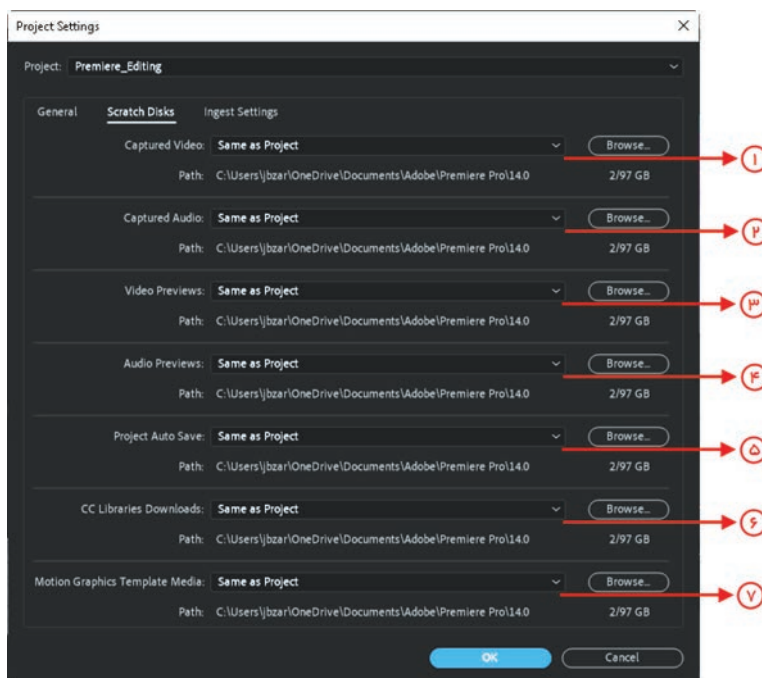 Project Settings
Project: Premiere_Editing
General Scratch Disks Ingest Settings
Captured Video: Same as Project Browse... ۱
Path: C:\Users\jbzar\OneDrive\Documents\Adobe\Premiere Pro\14.0 2/97 GB
Captured Audio: Same as Project Browse... ۲
Path: C:\Users\jbzar\OneDrive\Documents\Adobe\Premiere Pro\14.0 2/97 GB
Video Previews: Same as Project Browse... ۳
Path: C:\Users\jbzar\OneDrive\Documents\Adobe\Premiere Pro\14.0 2/97 GB
Audio Previews: Same as Project Browse... ۴
Path: C:\Users\jbzar\OneDrive\Documents\Adobe\Premiere Pro\14.0 2/97 GB
Project Auto Save: Same as Project Browse... ۵
Path: C:\Users\jbzar\OneDrive\Documents\Adobe\Premiere Pro\14.0 2/97 GB
CC Libraries Downloads: Same as Project Browse... ۶
Path: C:\Users\jbzar\OneDrive\Documents\Adobe\Premiere Pro\14.0 2/97 GB
Motion Graphics Template Media: Same as Project Browse... ۷
Path: C:\Users\jbzar\OneDrive\Documents\Adobe\Premiere Pro\14.0 2/97 GB
OK Cancel